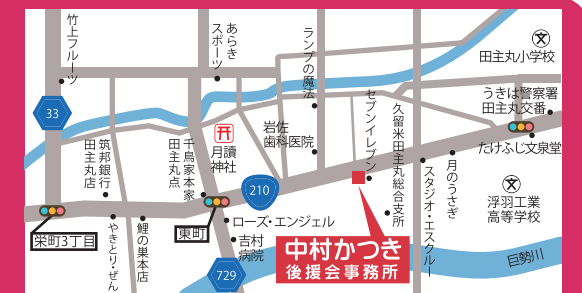 竹上フルーツ
あらき
スポーツ
ランプの魔法
田主丸小学校
うきは警察署
田主丸交番
たけふじ文泉堂
33
筑邦銀行
田主丸店
千鳥家本家
田主丸点
月讀
神社
岩佐
歯科医院
セブンイレブン
久留米田主丸総合支所
月のうさぎ
スタジオ・エスクルー
浮羽工業
高等学校
210
栄町3丁目
やきとり・ぜん
鯉の巣本店
東町
ローズ・エンジェル
吉村
病院
729
中村かつき
後援会事務所
巨勢川